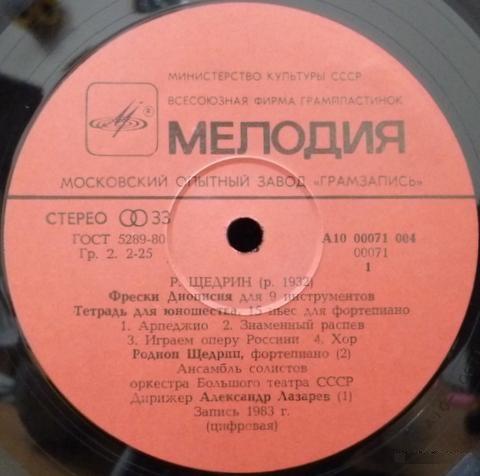 МИНИСТЕРСТВО КУЛЬТУРЫ СССР
ВСЕСОЮЗНАЯ ФИРМА ГРАМПЛАСТИНОК
МЕЛОДИЯ
МОСКОВСКИЙ ОПЫТНЫЙ ЗАВОД «ГРАМЗАПИСЬ»
СТЕРЕО 33
ГОСТ 5289-80 А10 00071 004
Гр. 2. 2-25 00071
1
Р. ЩЕДРИН (р. 1932)
Фрески Дионисия для 9 инструментов
Тетрадь для юношества, 15 пьес для фортепиано
1. Арпеджио 2. Знаменный распев
3. Играем оперу Россини 4. Хор
Родион Щедрин, фортепиано (2)
Ансамбль солистов
оркестра Большого театра СССР
Дирижер Александр Лазарев (1)
Запись 1983 г.
(цифровая)